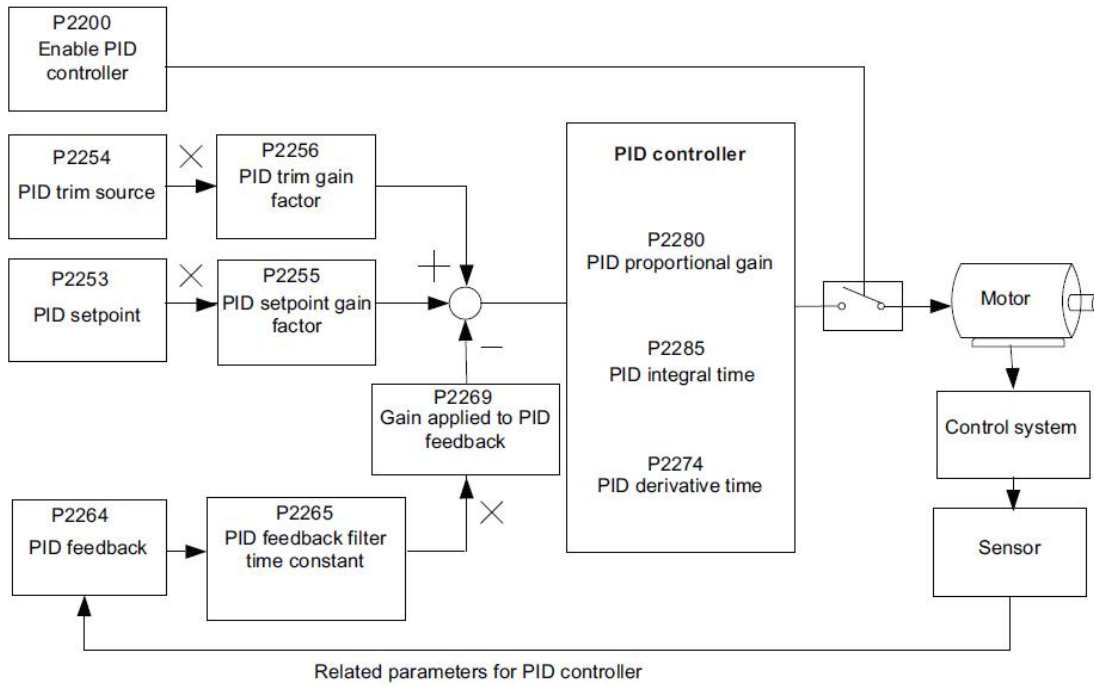 P2200
Enable PID
controller
P2254
PID trim source
×
P2256
PID trim gain
factor
P2253
PID setpoint
×
P2255
PID setpoint gain
factor
+
−
P2269
Gain applied to PID
feedback
×
P2264
PID feedback
P2265
PID feedback filter
time constant
PID controller
P2280
PID proportional gain
P2285
PID integral time
P2274
PID derivative time
Motor
Control system
Sensor
Related parameters for PID controller